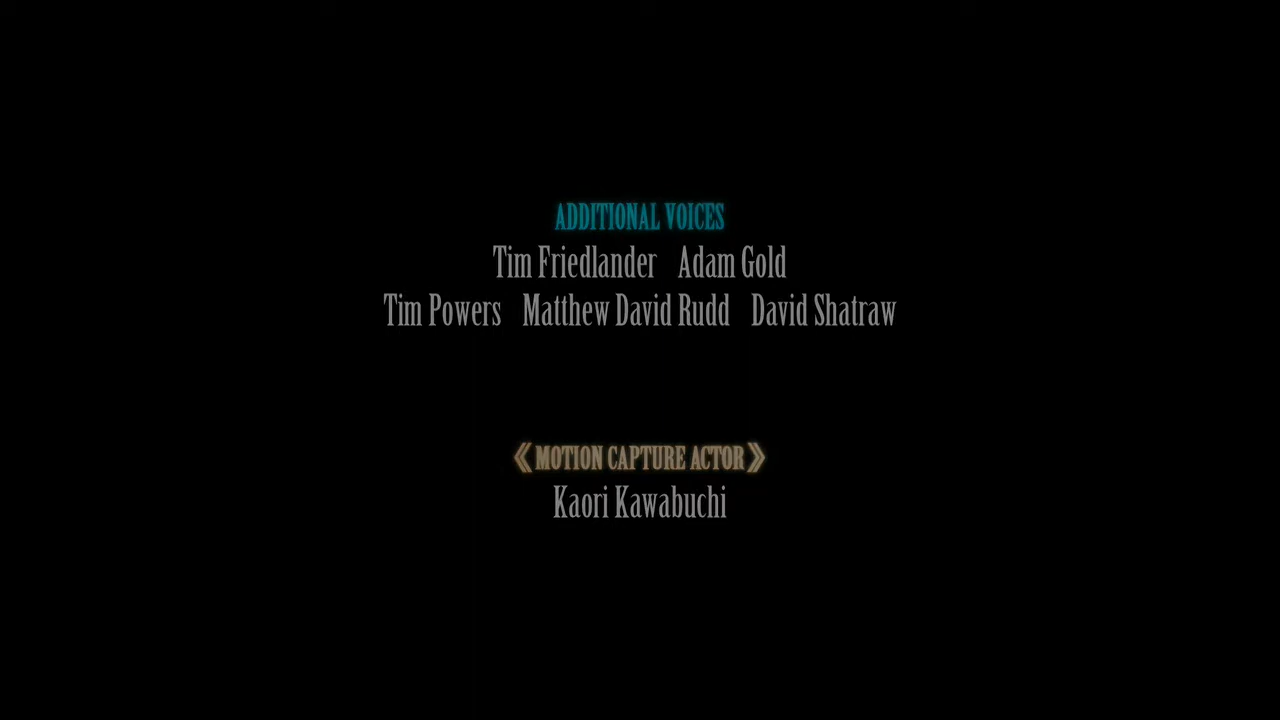 ADDITIONAL VOICES
Tim Friedlander Adam Gold
Tim Powers Matthew David Rudd David Shatraw
《MOTION CAPTURE ACTOR》
Kaori Kawabuchi